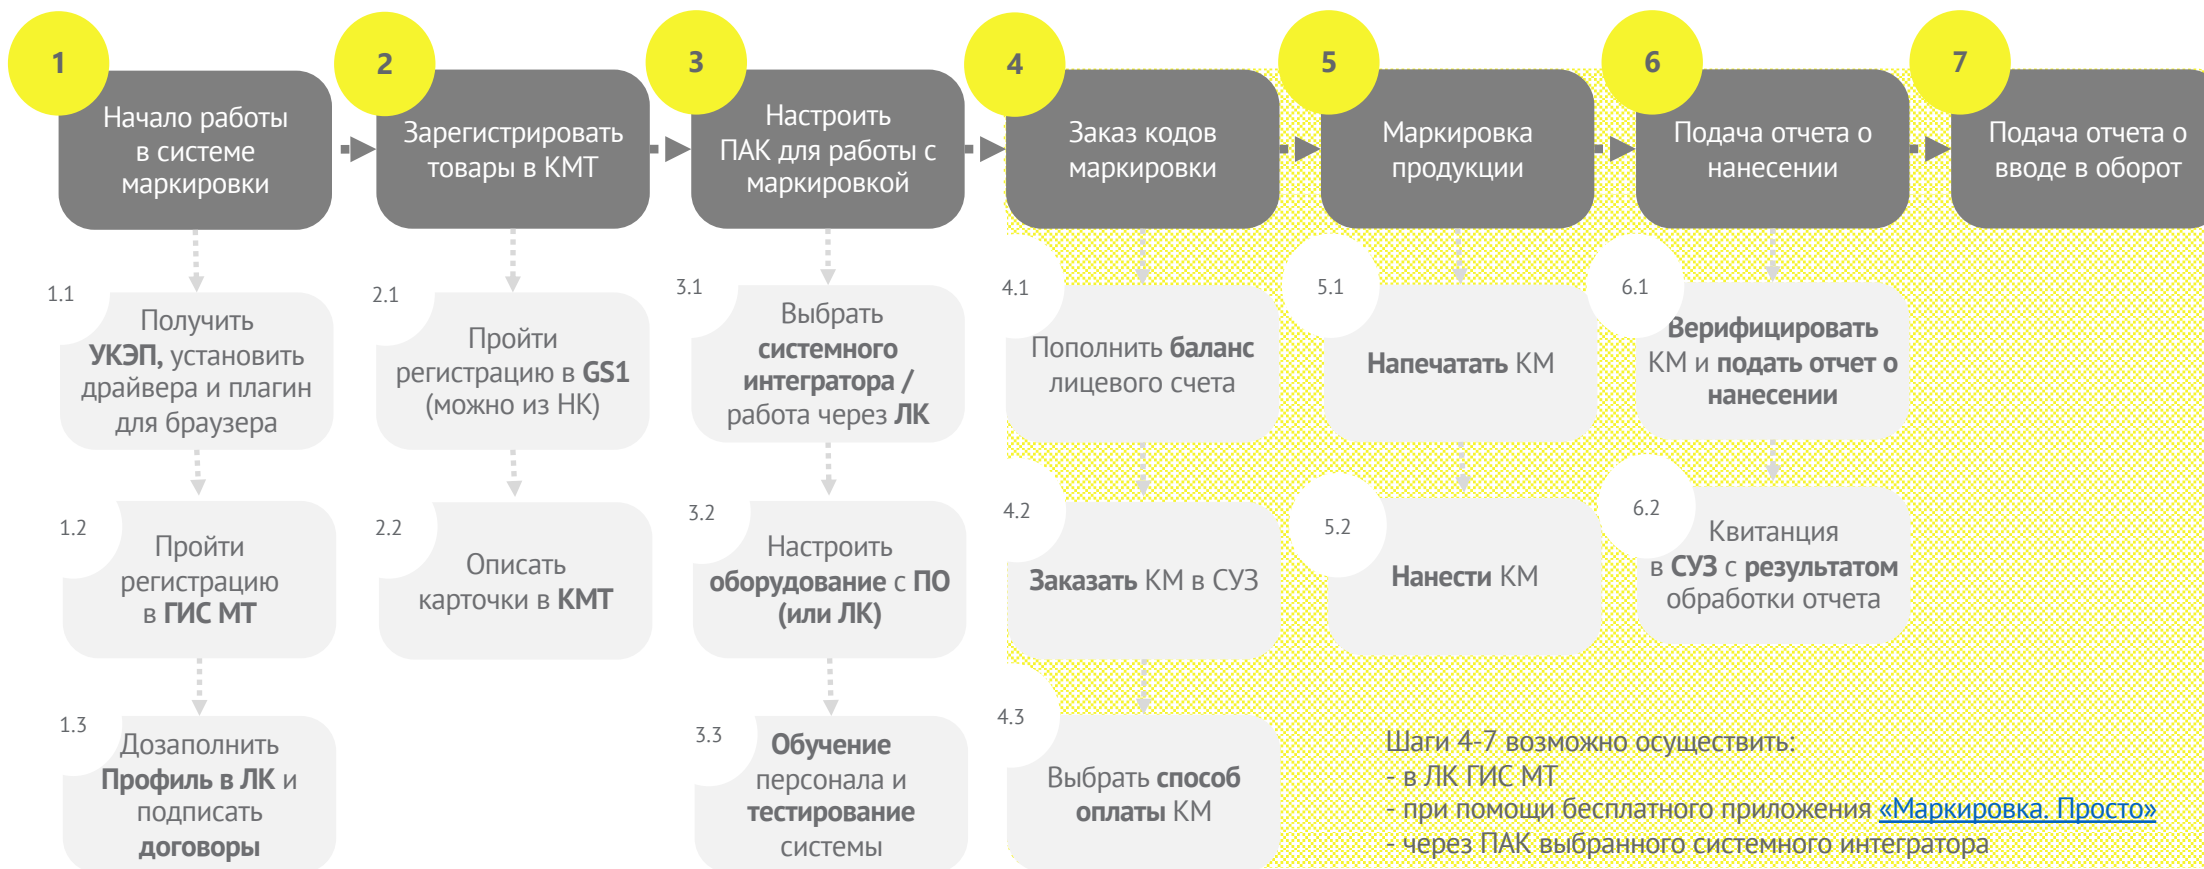 1
Начало работы
в системе
маркировки
2
Зарегистрировать
товары в КМТ
3
Настроить
ПАК для работы с
маркировкой
4
Заказ кодов
маркировки
5
Маркировка
продукции
6
Подача отчета о
нанесении
7
Подача отчета о
вводе в оборот
1.1
Получить
УКЭП, установить
драйвера и плагин
для браузера
1.2
Пройти
регистрацию
в ГИС МТ
1.3
Дозаполнить
Профиль в ЛК и
подписать
договоры
2.1
Пройти
регистрацию в GS1
(можно из НК)
2.2
Описать
карточки в КМТ
3.1
Выбрать
системного
интегратора /
работа через ЛК
3.2
Настроить
оборудование с ПО
(или ЛК)
3.3
Обучение
персонала и
тестирование
системы
4.1
Пополнить баланс
лицевого счета
4.2
Заказать КМ в СУЗ
4.3
Выбрать способ
оплаты КМ
5.1
Напечатать КМ
5.2
Нанести КМ
6.1
Верифицировать
КМ и подать отчет о
нанесении
6.2
Квитанция
в СУЗ с результатом
обработки отчета
Шаги 4-7 возможно осуществить:
- в ЛК ГИС МТ
- при помощи бесплатного приложения «Маркировка. Просто»
- через ПАК выбранного системного интегратора